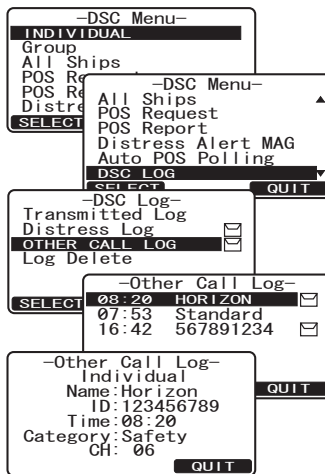 –DSC Menu–
INDIVIDUAL
Group
All Ships
POS
POS
SELECT
–DSC Menu–
All Ships
POS Request
POS Report
Distress Alert MAG
Auto POS Polling
DSC LOG
SELECT QUIT
–DSC Log–
Transmitted Log
Distress Log
OTHER CALL LOG
Log Delete
SELECT
–Other Call Log–
08:20 HORIZON
07:53 Standard
16:42 567891234
QUIT
–Other Call Log–
Individual
Name:Horizon
ID:123456789
Time:08:20
Category:Safety
CH: 06
QUIT